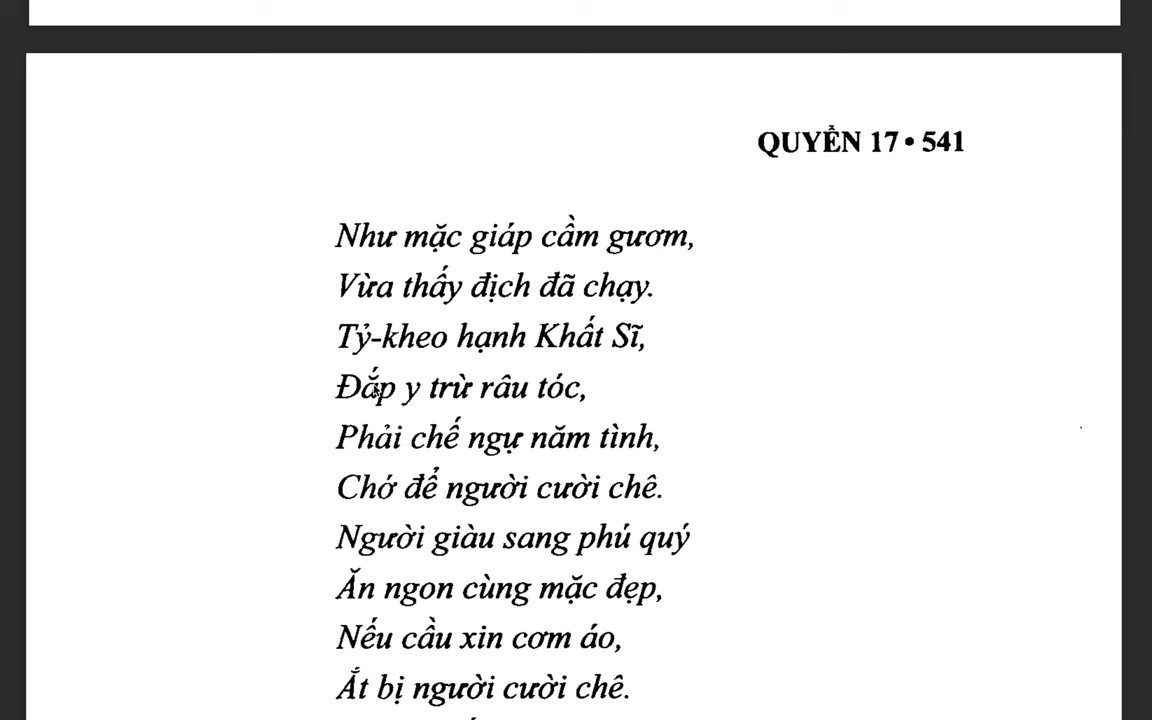 QUYỂN 17 • 541
Như mặc giáp cầm gươm,
Vừa thấy địch đã chạy.
Tỷ-kheo hạnh Khất Sĩ,
Đắp y trừ râu tóc,
Phải chế ngự năm tình,
Chớ để người cười chê.
Người giàu sang phú quý
Ăn ngon cùng mặc đẹp,
Nếu cầu xin cơm áo,
Ắt bị người cười chê.